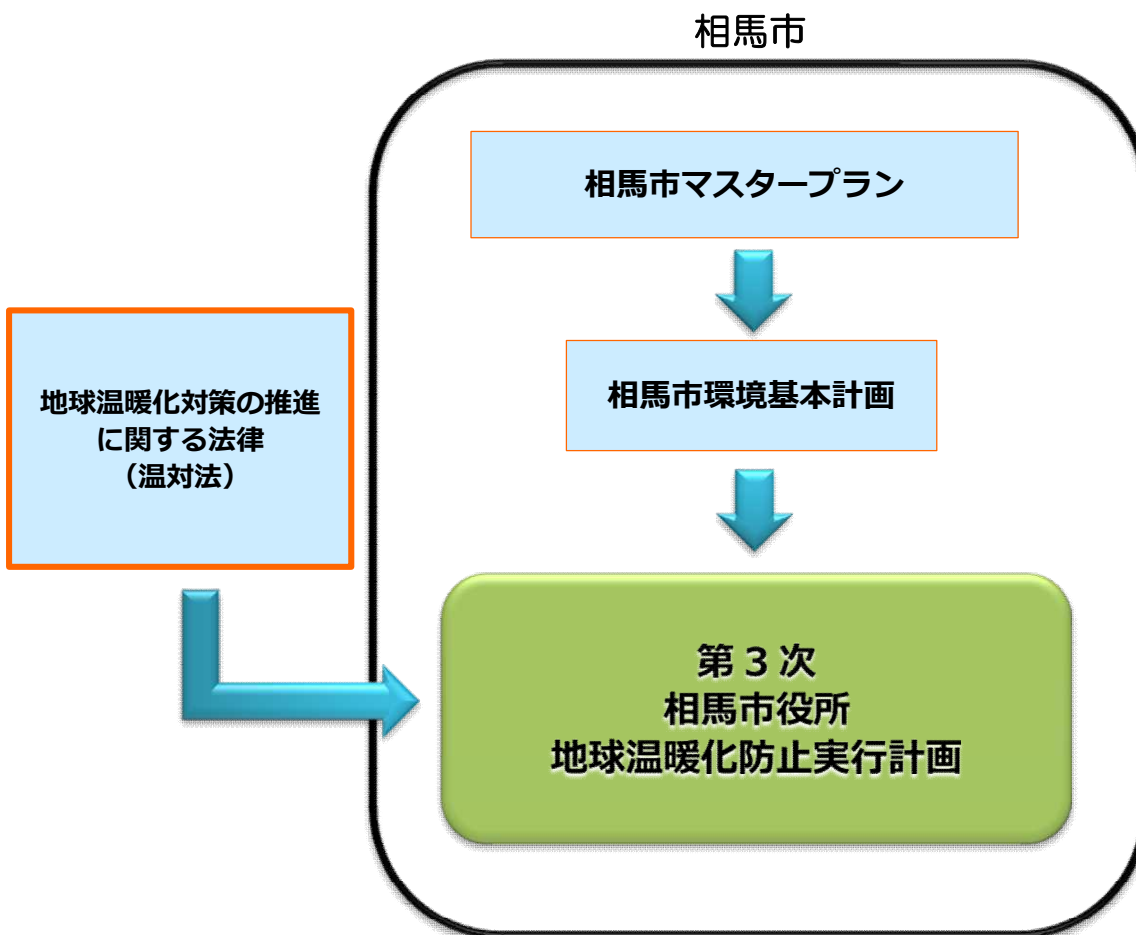 相馬市
相馬市マスタープラン
相馬市環境基本計画
地球温暖化対策の推進
に関する法律
（温対法）
第３次
相馬市役所
地球温暖化防止実行計画